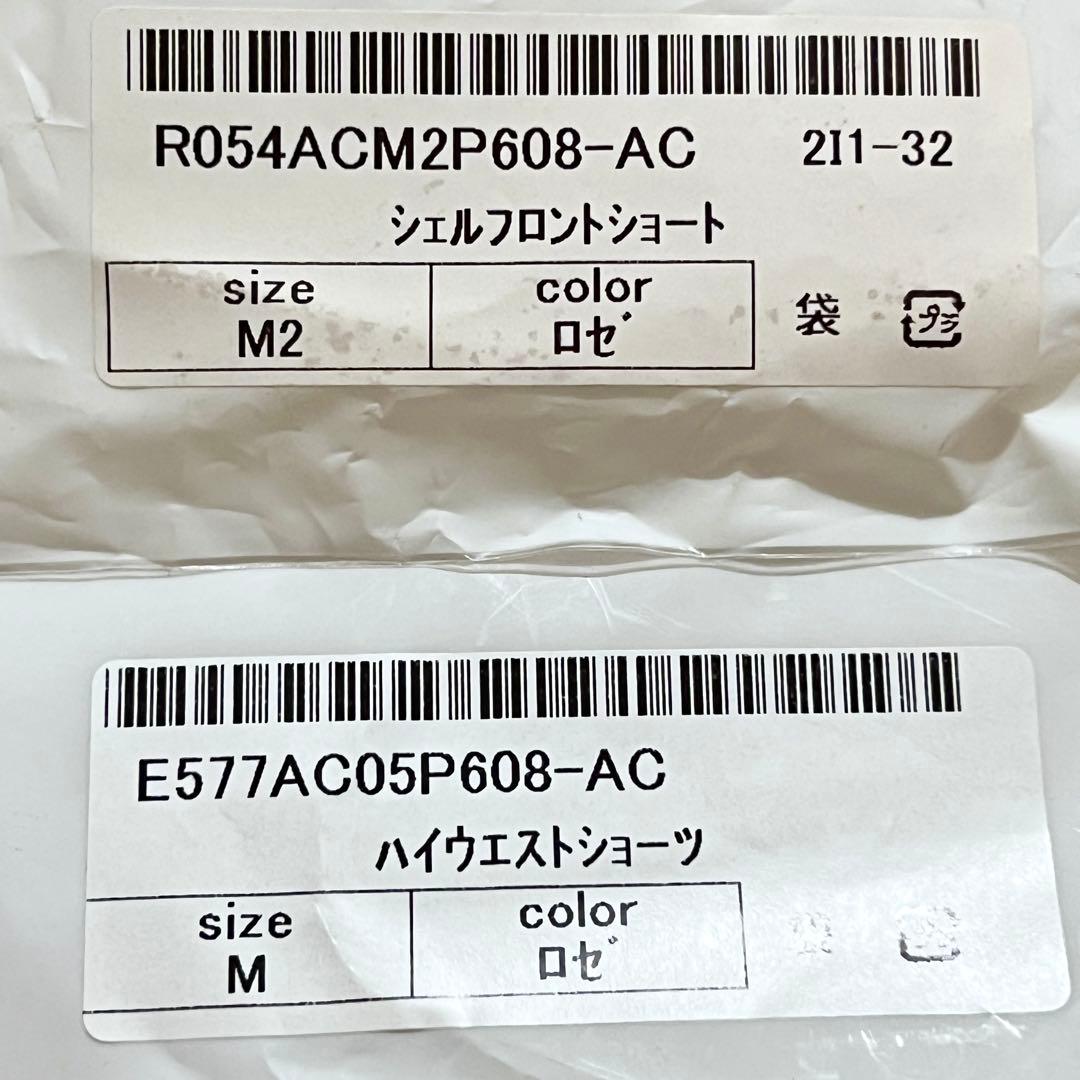 R054ACM2P608-AC 2I1-32
シェルフロントショート
size color
M2 ロゼ
袋 プラ
E577AC05P608-AC
ハイウエストショーツ
size color
M ロゼ